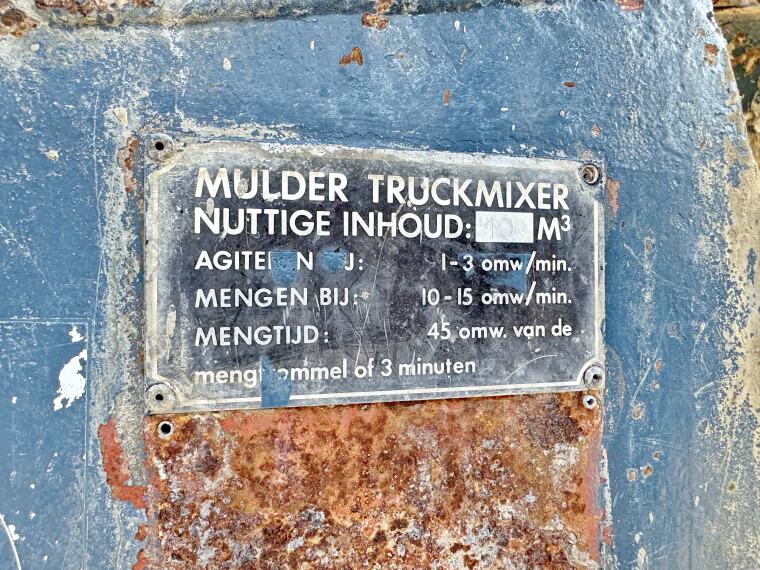 MULDER TRUCKMIXER
NUTTIGE INHOUD: 10 M³
1-3 omw/min.
MENGEN BIJ: 10-15 omw/min.
MENGTIJD: 45 omw. van de
of 3 minuten